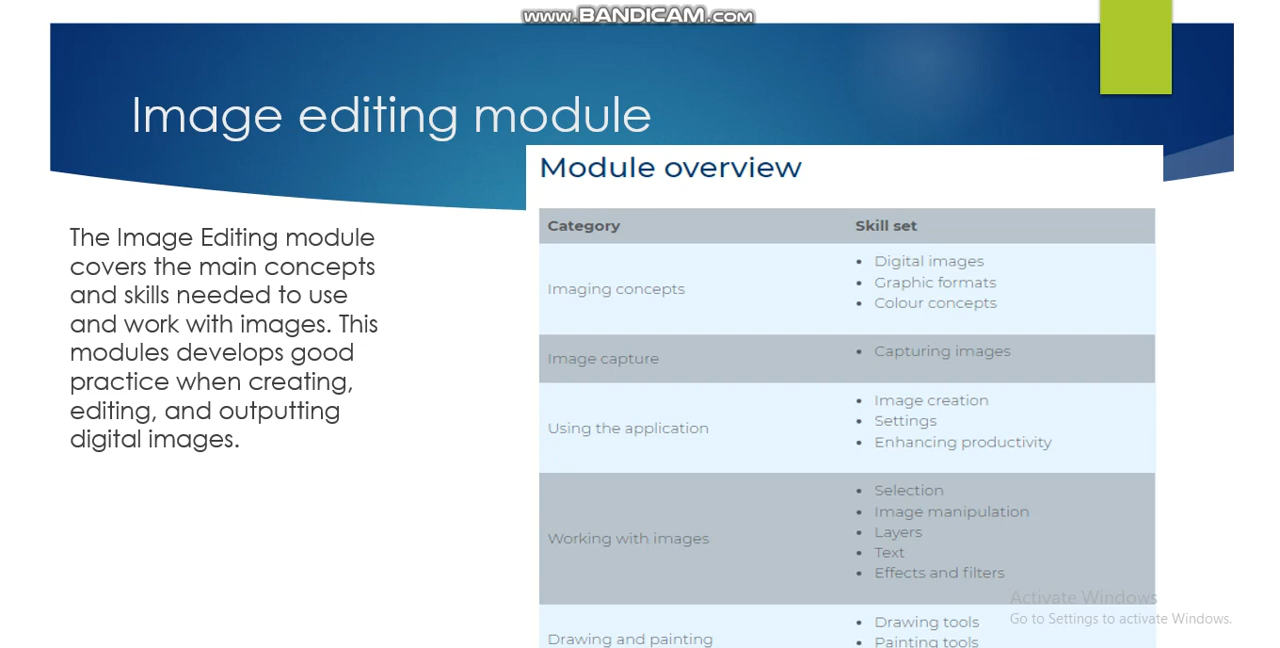 www.BANDICAM.com
Image editing module
Module overview
The Image Editing module
covers the main concepts
and skills needed to use
and work with images. This
modules develops good
practice when creating,
editing, and outputting
digital images.
Category Skill set
Imaging concepts
• Digital images
• Graphic formats
• Colour concepts
Image capture
• Capturing images
Using the application
• Image creation
• Settings
• Enhancing productivity
Working with images
• Selection
• Image manipulation
• Layers
• Text
• Effects and filters
Drawing and painting
• Drawing tools
• Painting tools
Activate Windows
Go to Settings to activate Windows.